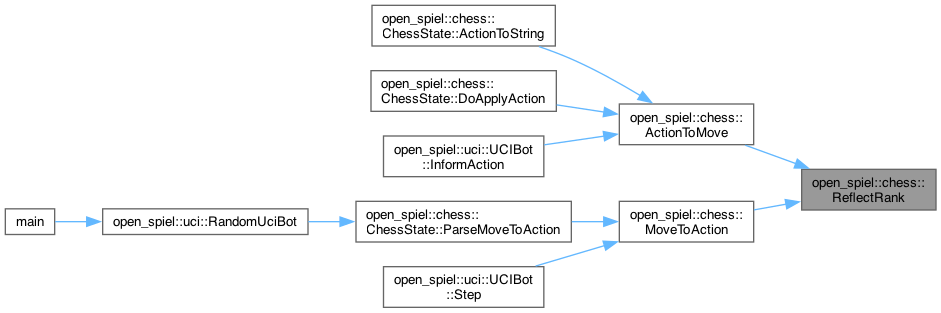 open_spiel::chess::
ChessState::ActionToString
open_spiel::chess::
ChessState::DoApplyAction
open_spiel::chess::
ActionToMove
open_spiel::uci::UCIBot
::InformAction
open_spiel::chess::
ReflectRank
main
open_spiel::uci::RandomUciBot
open_spiel::chess::
ChessState::ParseMoveToAction
open_spiel::chess::
MoveToAction
open_spiel::uci::UCIBot
::Step